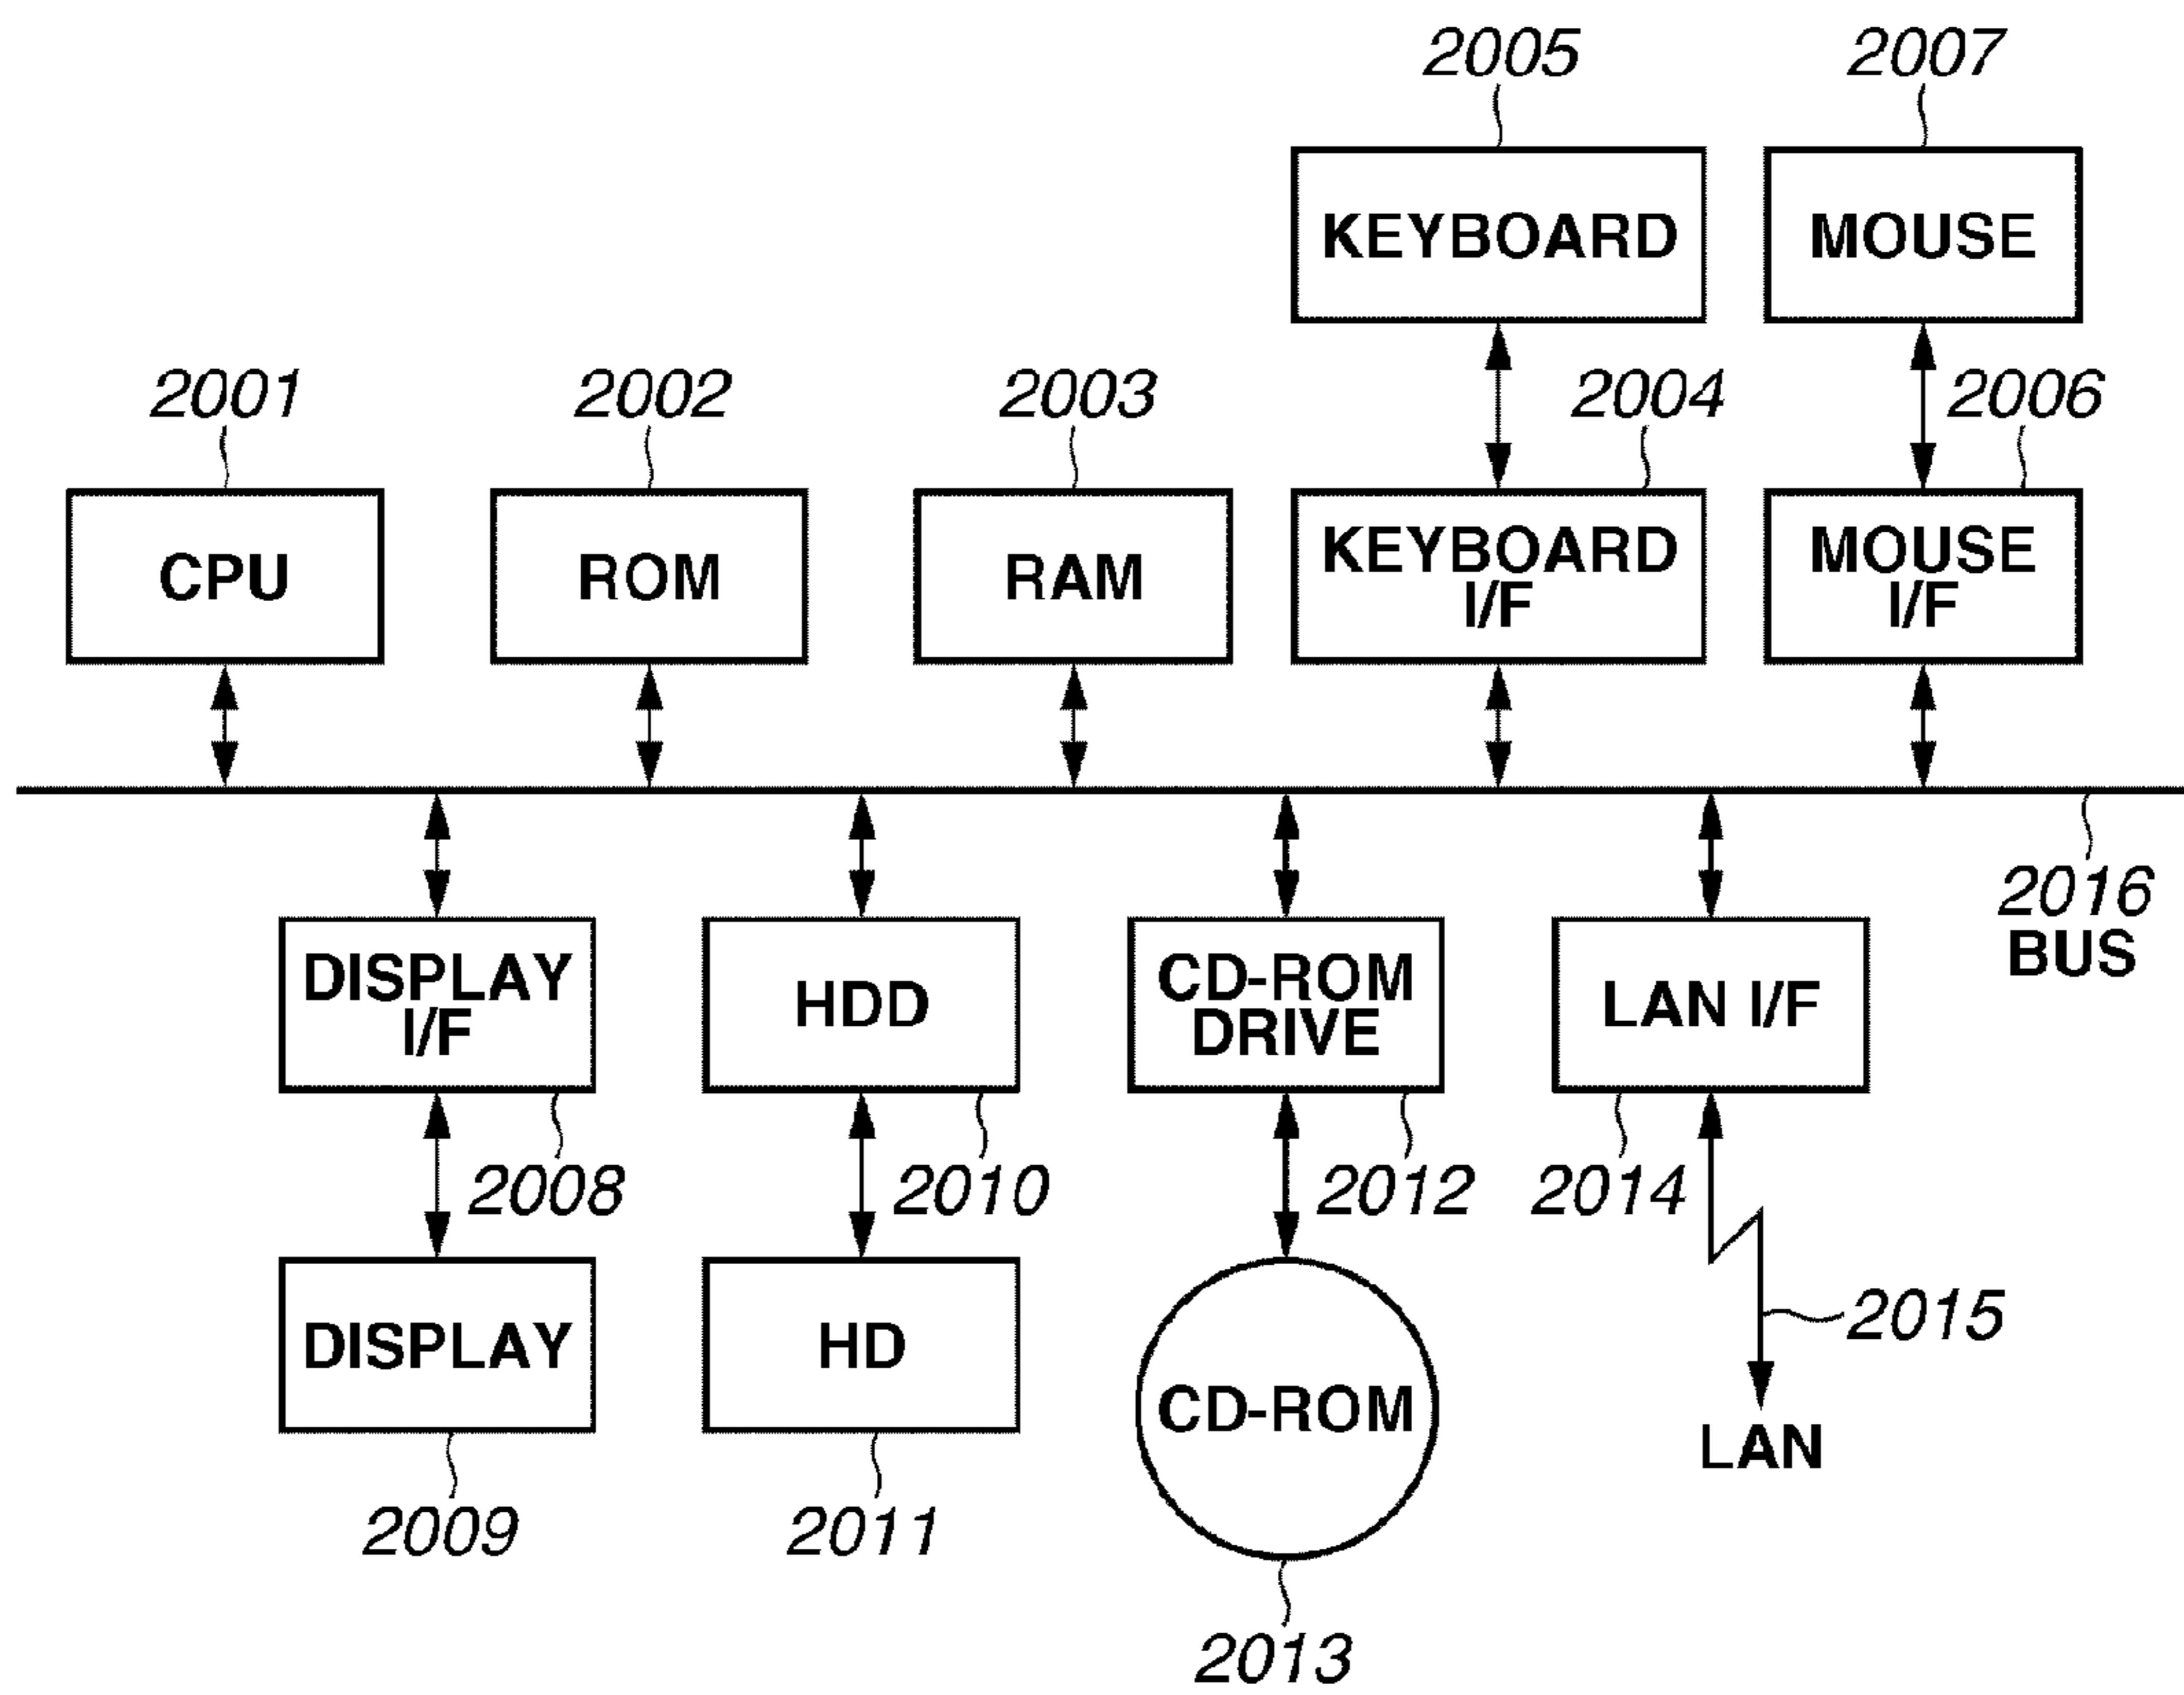 2005
2007
KEYBOARD
MOUSE
2001
2002
2003
2004
2006
CPU
ROM
RAM
KEYBOARD
I/F
MOUSE
I/F
2016
BUS
DISPLAY
I/F
HDD
CD-ROM
DRIVE
LAN I/F
2008
2010
2012
2014
2015
DISPLAY
HD
CD-ROM
LAN
2009
2011
2013